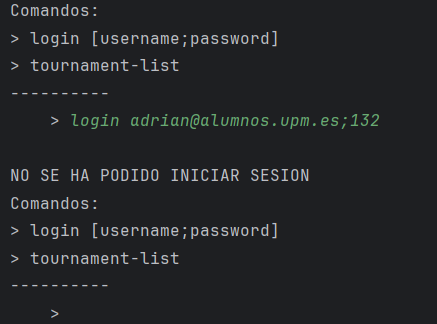 Comandos:
> login [username;password]
> tournament-list
----------
> login adrian@alumnos.upm.es;132
NO SE HA PODIDO INICIAR SESION
Comandos:
> login [username;password]
> tournament-list
----------
>